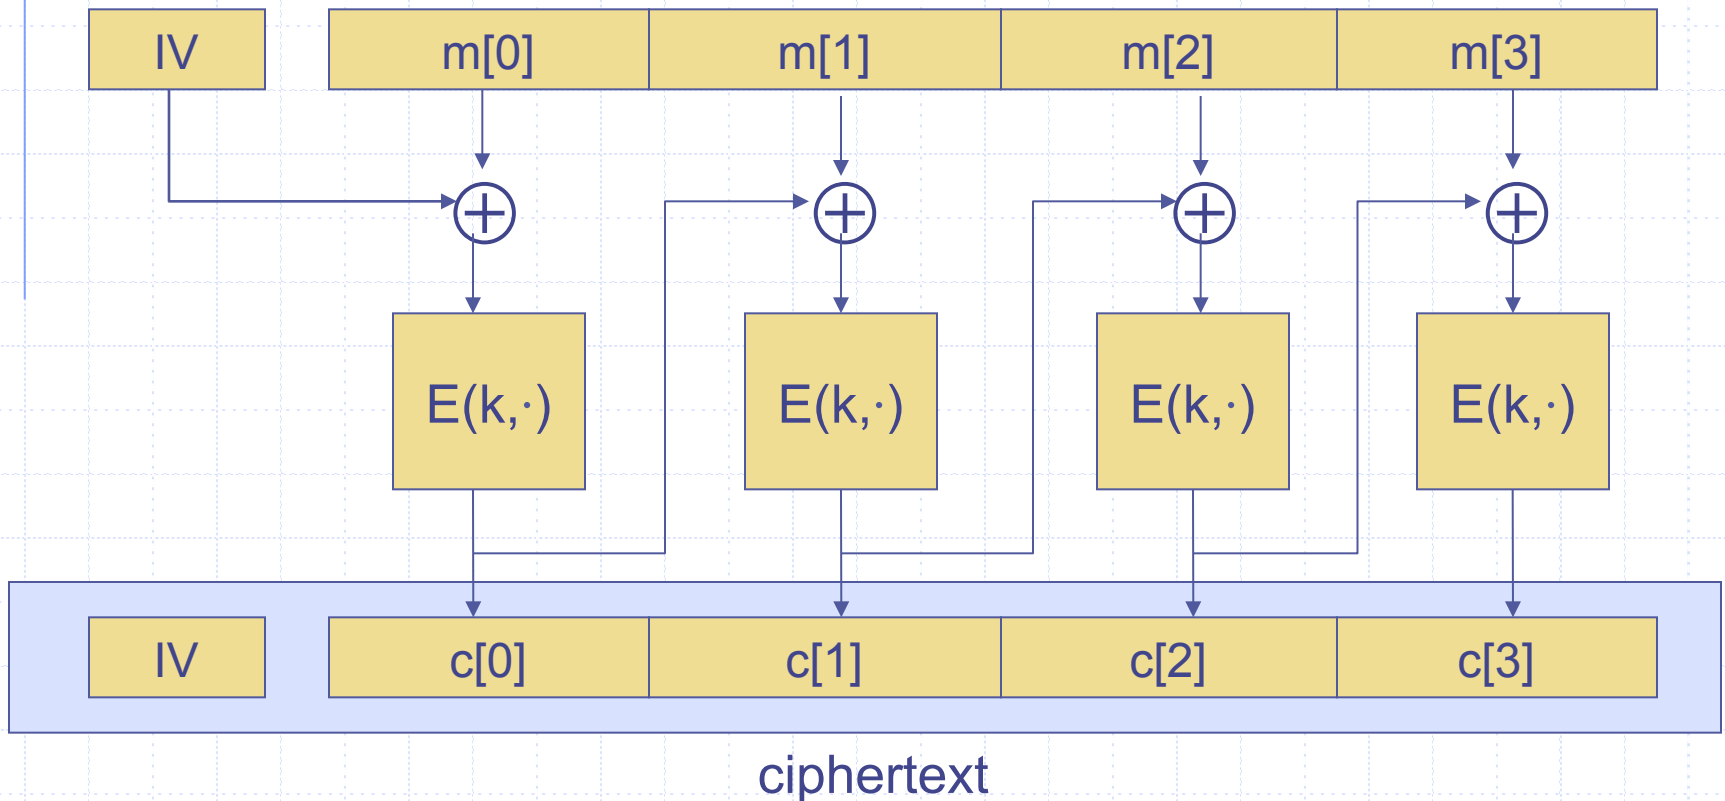 IV m[0] m[1] m[2] m[3]
E(k,·) E(k,·) E(k,·) E(k,·)
IV c[0] c[1] c[2] c[3]
ciphertext